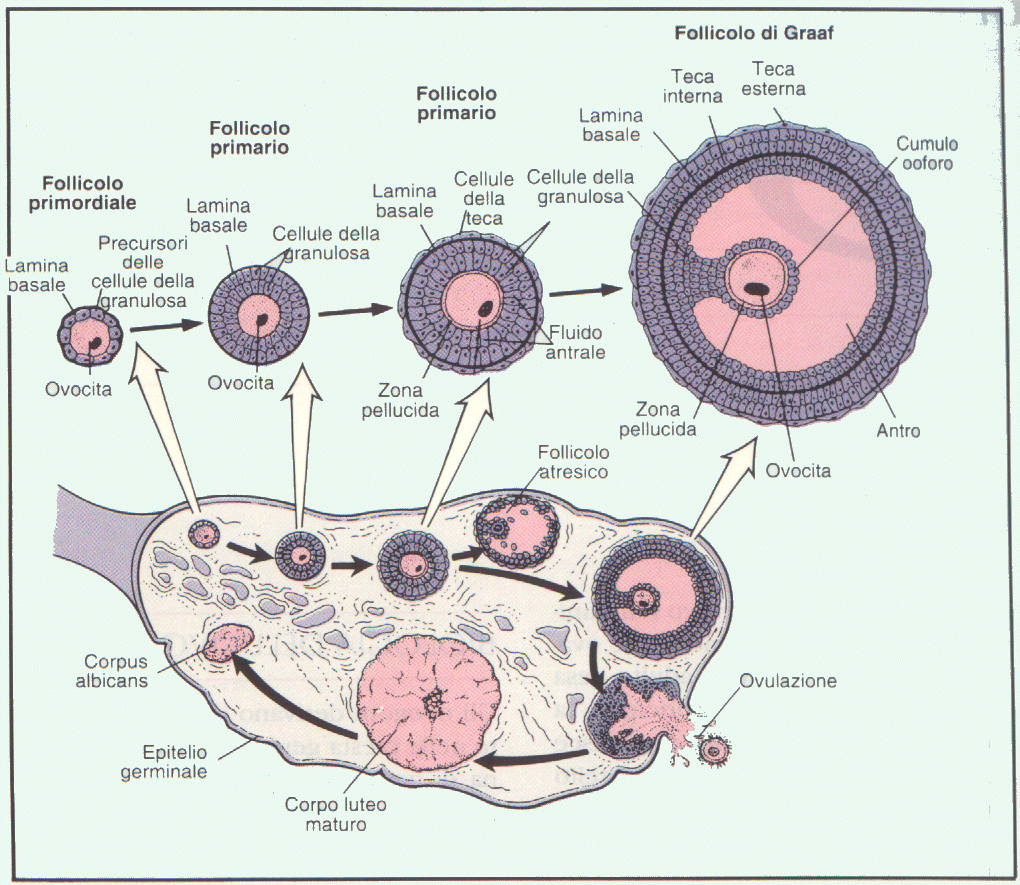 Follicolo di Graaf
Teca
interna
Teca
esterna
Follicolo
primario
Lamina
basale
Cumulo
ooforo
Follicolo
primario
Cellule
della
teca
Cellule della
granulosa
Follicolo
primordiale
Lamina
basale
Lamina
basale
Cellule della
granulosa
Precursori
delle
cellule della
granulosa
Lamina
basale
Fluido
antrale
Ovocita
Ovocita
Zona
pellucida
Zona
pellucida
Antro
Ovocita
Follicolo
atresico
Corpus
albicans
Ovulazione
Epitelio
germinale
Corpo luteo
maturo